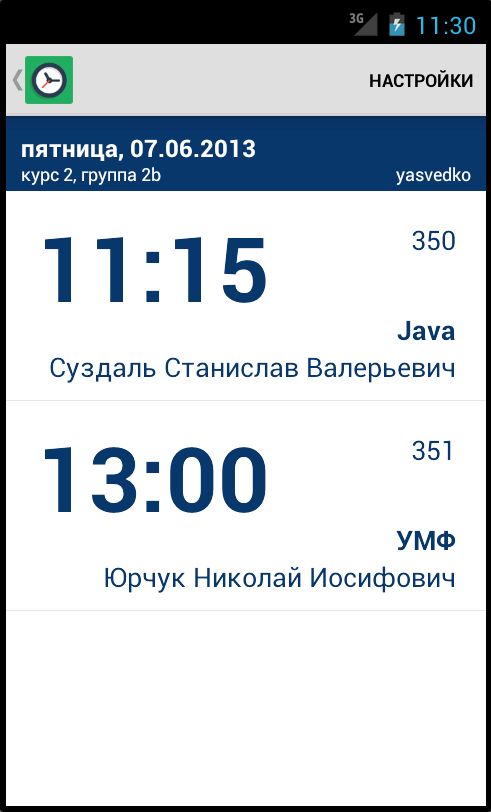 3G 11:30
НАСТРОЙКИ
пятница, 07.06.2013
курс 2, группа 2b yasvedko
11:15 350
Java
Суздаль Станислав Валерьевич
13:00 351
УМФ
Юрчук Николай Иосифович